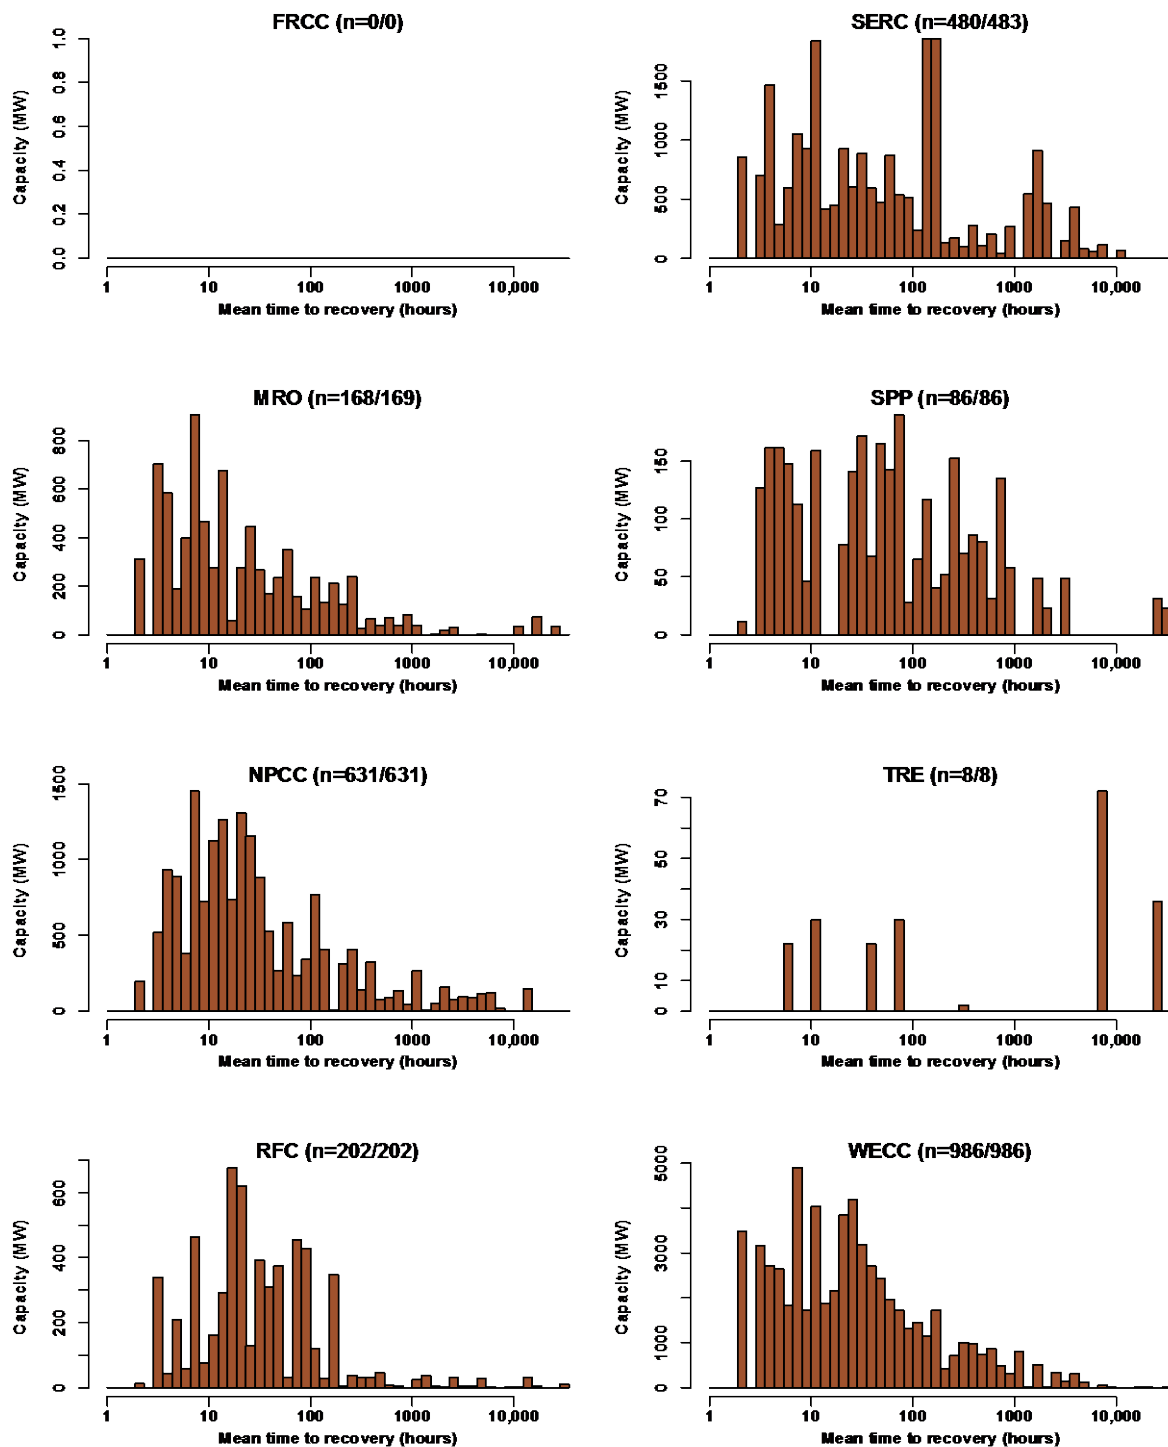 FRCC (n=0/0)
Capacity (MW)
0.0 0.2 0.4 0.6 0.8 1.0
1 10 100 1000 10,000
Mean time to recovery (hours)
SERC (n=480/483)
Capacity (MW)
0 500 1000 1500
1 10 100 1000 10,000
Mean time to recovery (hours)
MRO (n=168/169)
Capacity (MW)
0 200 400 600 800
1 10 100 1000 10,000
Mean time to recovery (hours)
SPP (n=86/86)
Capacity (MW)
0 50 100 150
1 10 100 1000 10,000
Mean time to recovery (hours)
NPCC (n=631/631)
Capacity (MW)
0 500 1000 1500
1 10 100 1000 10,000
Mean time to recovery (hours)
TRE (n=8/8)
Capacity (MW)
0 10 30 50 70
1 10 100 1000 10,000
Mean time to recovery (hours)
RFC (n=202/202)
Capacity (MW)
0 200 400 600
1 10 100 1000 10,000
Mean time to recovery (hours)
WECC (n=986/986)
Capacity (MW)
0 1000 3000 5000
1 10 100 1000 10,000
Mean time to recovery (hours)